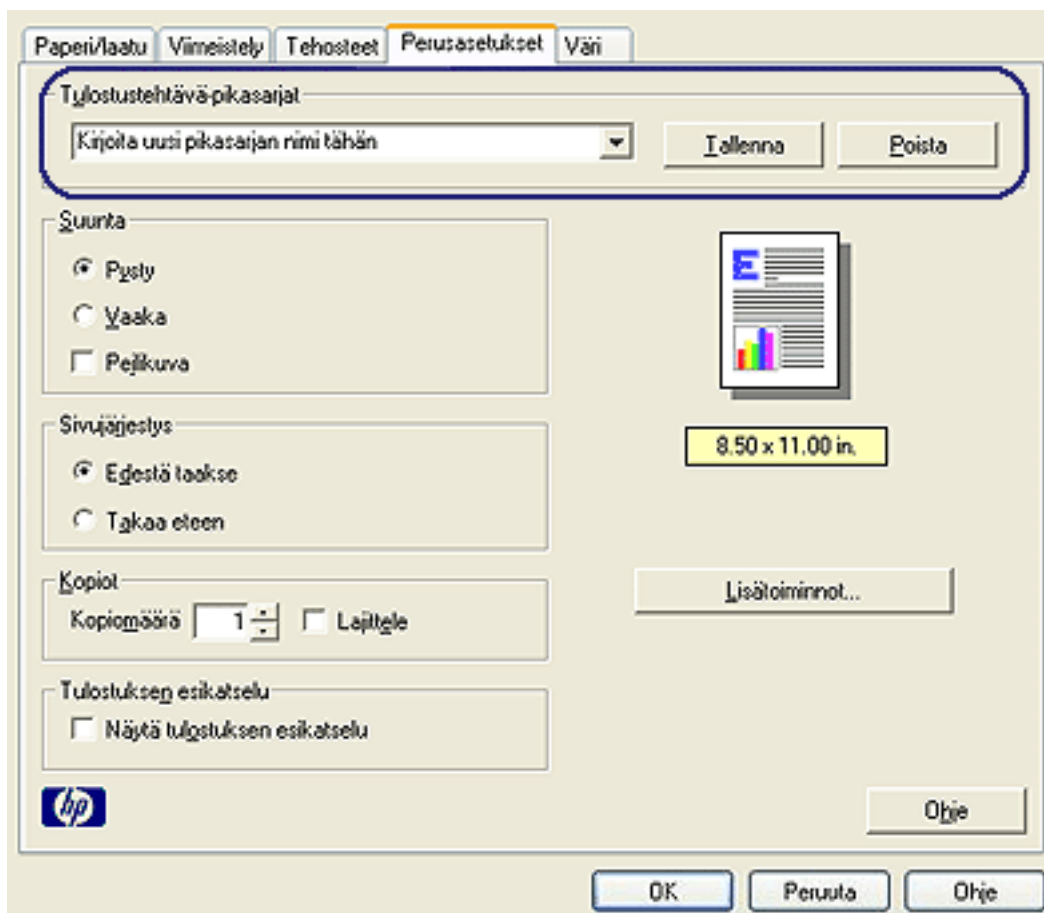 Paperi/laatu Viimeistely Tehosteet Perusasetukset Väri
Tulostustehtävä-pikasarjat
Kirjoita uusi pikasarjan nimi tähän Tallenna Poista
Suunta
Pysty
Vaaka
Peilikuva
E
8.50 x 11.00 in.
Sivujärjestys
Edestä taakse
Takaa eteen
Kopiot
Kopiomäärä 1 Lajittele
Lisätoiminnot...
Tulostuksen esikatselu
Näytä tulostuksen esikatselu
hp
Ohje
OK Peruuta Ohje